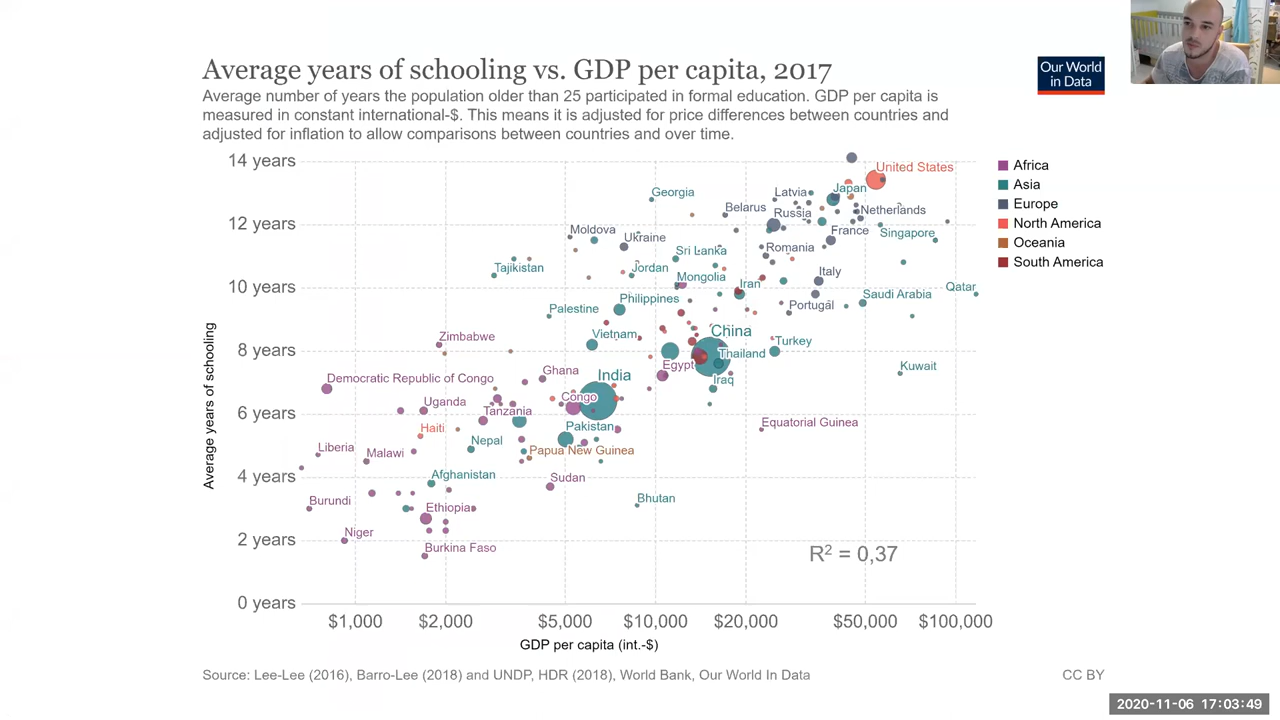 Average years of schooling vs. GDP per capita, 2017
Average number of years the population older than 25 participated in formal education. GDP per capita is
measured in constant international-$. This means it is adjusted for price differences between countries and
adjusted for inflation to allow comparisons between countries and over time.
Our World
in Data
14 years
12 years
10 years
8 years
6 years
4 years
2 years
0 years
Average years of schooling
United States
Georgia
Latvia
Japan
Belarus
Russia
Netherlands
Moldova
Ukraine
France
Singapore
Sri Lanka
Romania
Tajikistan
Jordan
Mongolia
Iran
Italy
Philippines
Portugal
Saudi Arabia
Qatar
Palestine
Zimbabwe
Vietnam
China
Turkey
Thailand
Democratic Republic of Congo
Ghana
India
Egypt
Iraq
Kuwait
Uganda
Tanzania
Congo
Haiti
Pakistan
Equatorial Guinea
Liberia
Malawi
Nepal
Papua New Guinea
Afghanistan
Sudan
Burundi
Ethiopia
Bhutan
Niger
Burkina Faso
R² = 0,37
$1,000
$2,000
$5,000
$10,000
$20,000
$50,000
$100,000
GDP per capita (int.-$)
Africa
Asia
Europe
North America
Oceania
South America
Source: Lee-Lee (2016), Barro-Lee (2018) and UNDP, HDR (2018), World Bank, Our World In Data
CC BY
2020-11-06 17:03:49